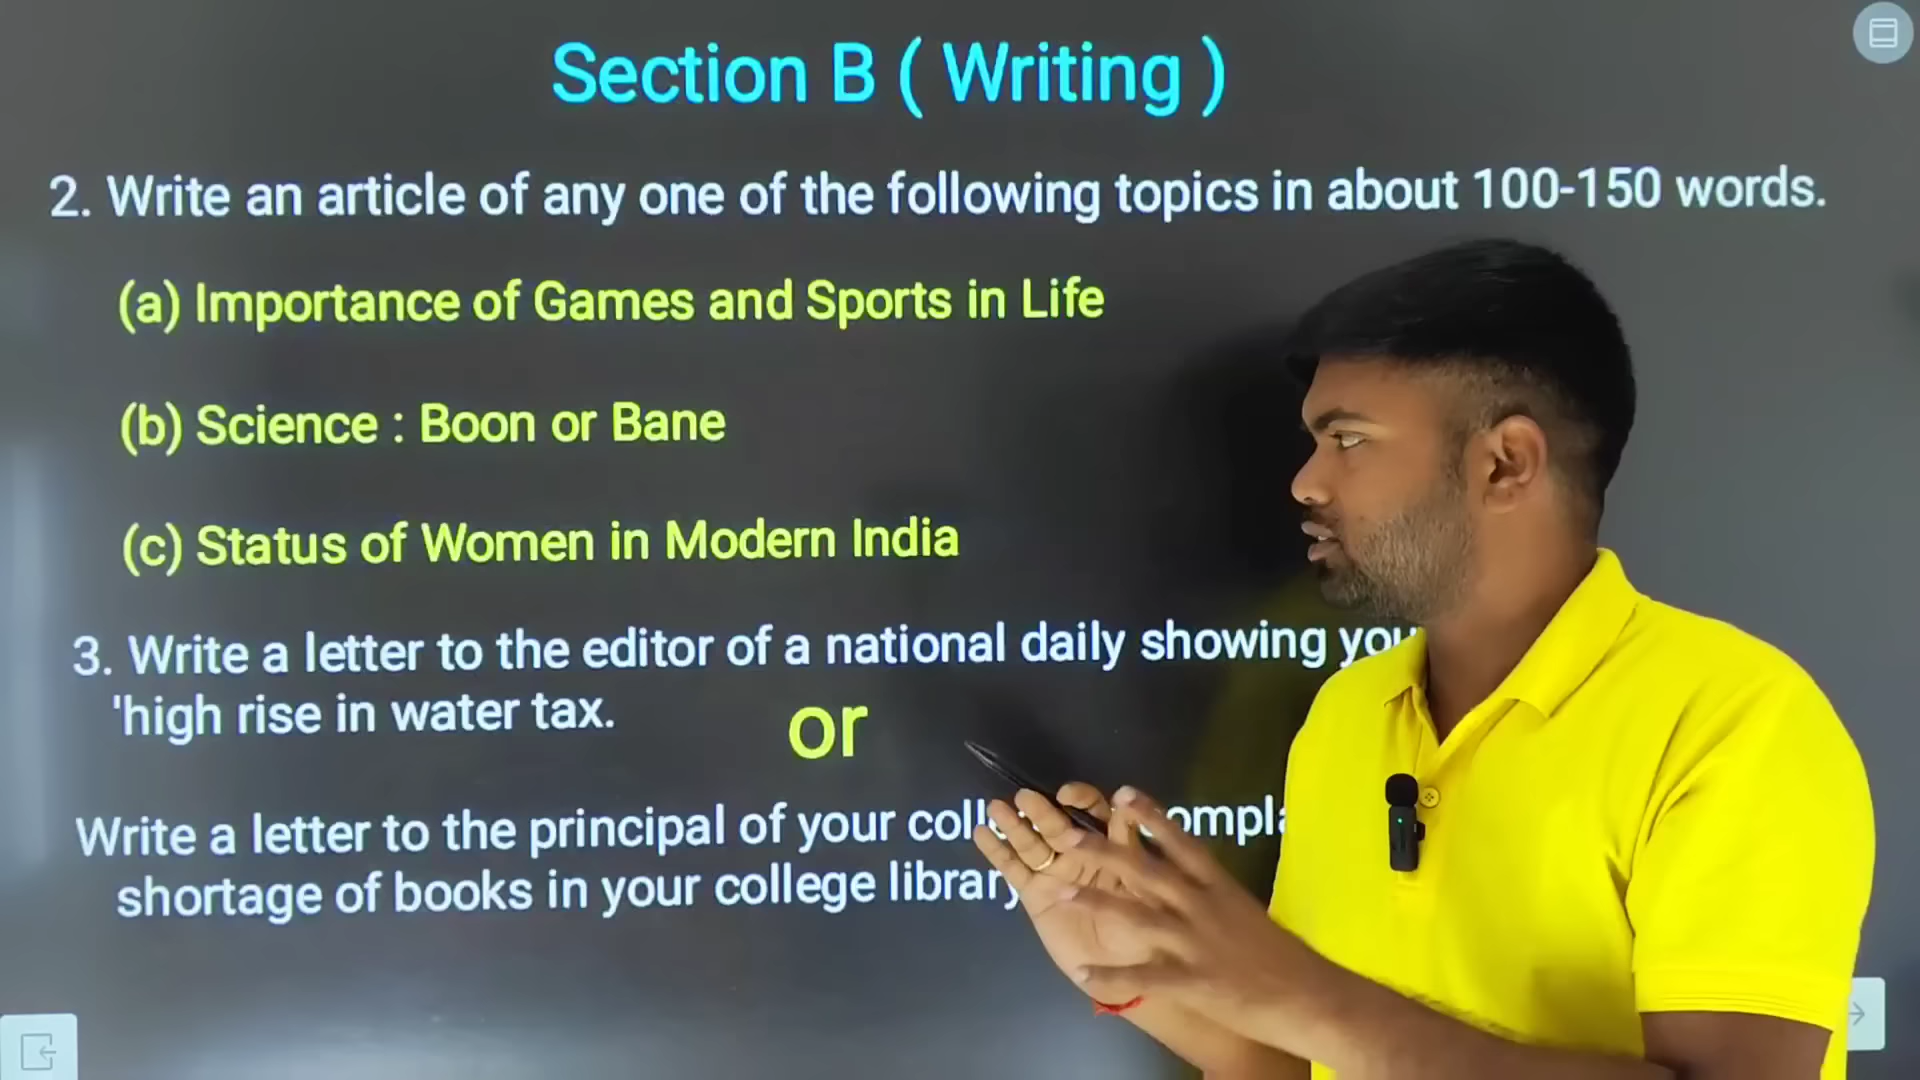 Section B ( Writing )
2. Write an article of any one of the following topics in about 100-150 words.
(a) Importance of Games and Sports in Life
(b) Science : Boon or Bane
(c) Status of Women in Modern India
3. Write a letter to the editor of a national daily showing
'high rise in water tax.
or
Write a letter to the principal of your
shortage of books in your college library